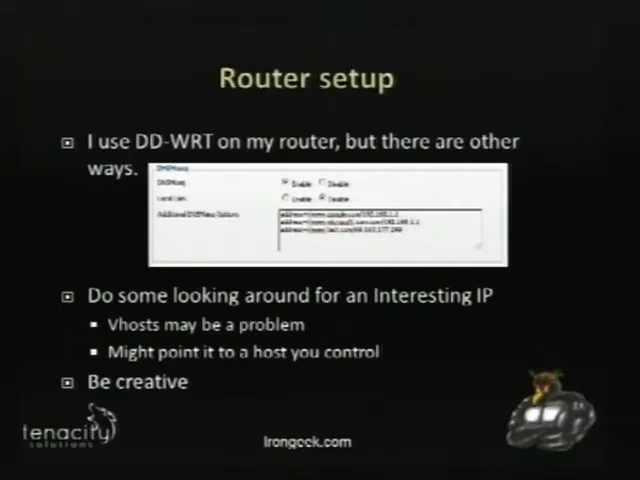 Router setup
I use DD-WRT on my router, but there are other
ways.
DNSMasq
DNSMasq Enable Disable
Local DNS Enable Disable
Additional DNSMasq Options
Do some looking around for an Interesting IP
Vhosts may be a problem
Might point it to a host you control
Be creative
tenacity
solutions
Irongeek.com